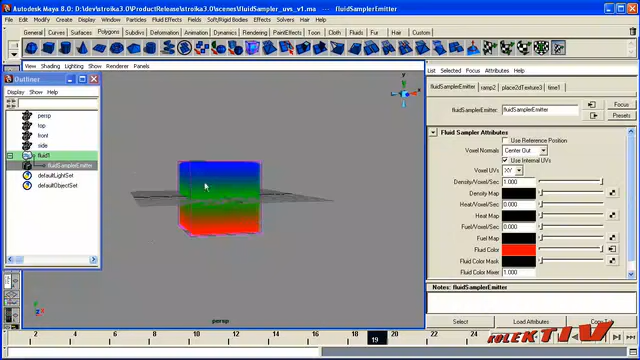 Autodesk Maya 8.0: D:\dev\stroika3.0\ProductRelease\stroika3.0\scenes\fluidSampler_uvs_v1.ma --- fluidSamplerEmitter
File Edit Modify Create Display Window Particles Fluid Effects Fields Soft/Rigid Bodies Effects Solvers Hair Help
General Curves Surfaces Polygons Subdivs Deformation Animation Dynamics Rendering PaintEffects Toon Cloth Fluids Fur Hair Custom
View Shading Lighting Show Renderer Panels
Outliner
Display Show Help
persp
top
front
side
fluid1
fluidSamplerEmitter
defaultLightSet
defaultObjectSet
persp
List Selected Focus Attributes Help
fluidSamplerEmitter ramp2 place2dTexture3 time1
fluidSamplerEmitter: fluidSamplerEmitter
Focus
Presets
Fluid Sampler Attributes
Use Reference Position
Voxel Normals Center Out
Use Internal UVs
Voxel UVs XY
Density/Voxel/Sec 1.000
Density Map
Heat/Voxel/Sec 0.000
Heat Map
Fuel/Voxel/Sec 0.000
Fuel Map
Fluid Color
Fluid Color Mask
Fluid Color Mixer 1.000
Notes: fluidSamplerEmitter
Select Load Attributes Copy Tab
2 4 6 8 10 12 14 16 18 19
KOLEKTIV